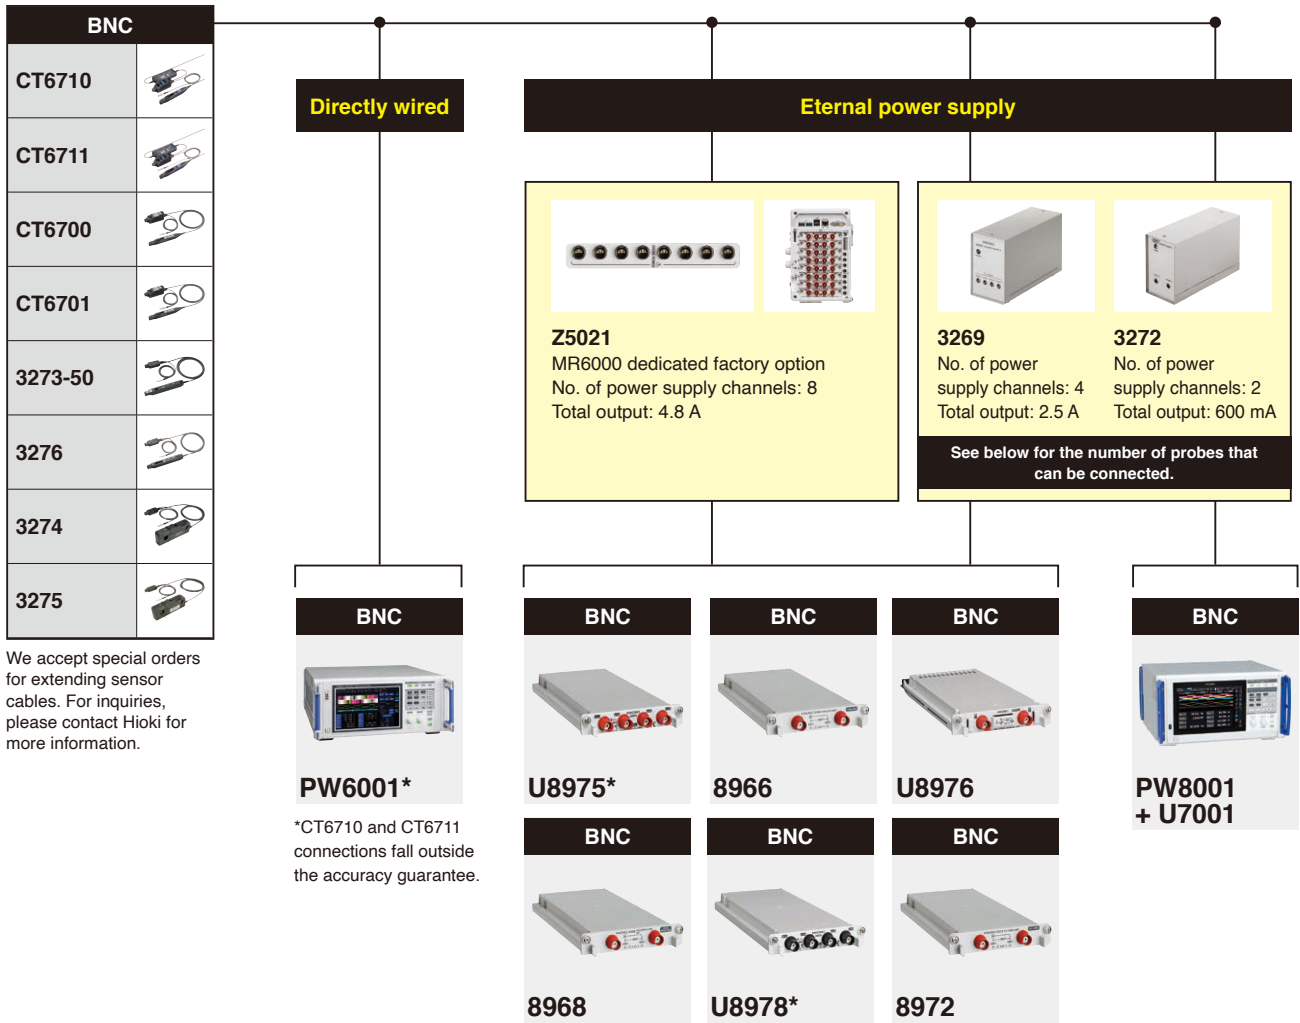 BNC
CT6710
CT6711
CT6700
CT6701
3273-50
3276
3274
3275
We accept special orders
for extending sensor
cables. For inquiries,
please contact Hioki for
more information.
Directly wired
Eternal power supply
Z5021
MR6000 dedicated factory option
No. of power supply channels: 8
Total output: 4.8 A
3269
No. of power
supply channels: 4
Total output: 2.5 A
3272
No. of power
supply channels: 2
Total output: 600 mA
See below for the number of probes that
can be connected.
BNC
PW6001*
*CT6710 and CT6711
connections fall outside
the accuracy guarantee.
BNC
U8975*
BNC
8966
BNC
U8976
BNC
PW8001
+ U7001
BNC
8968
BNC
U8978*
BNC
8972